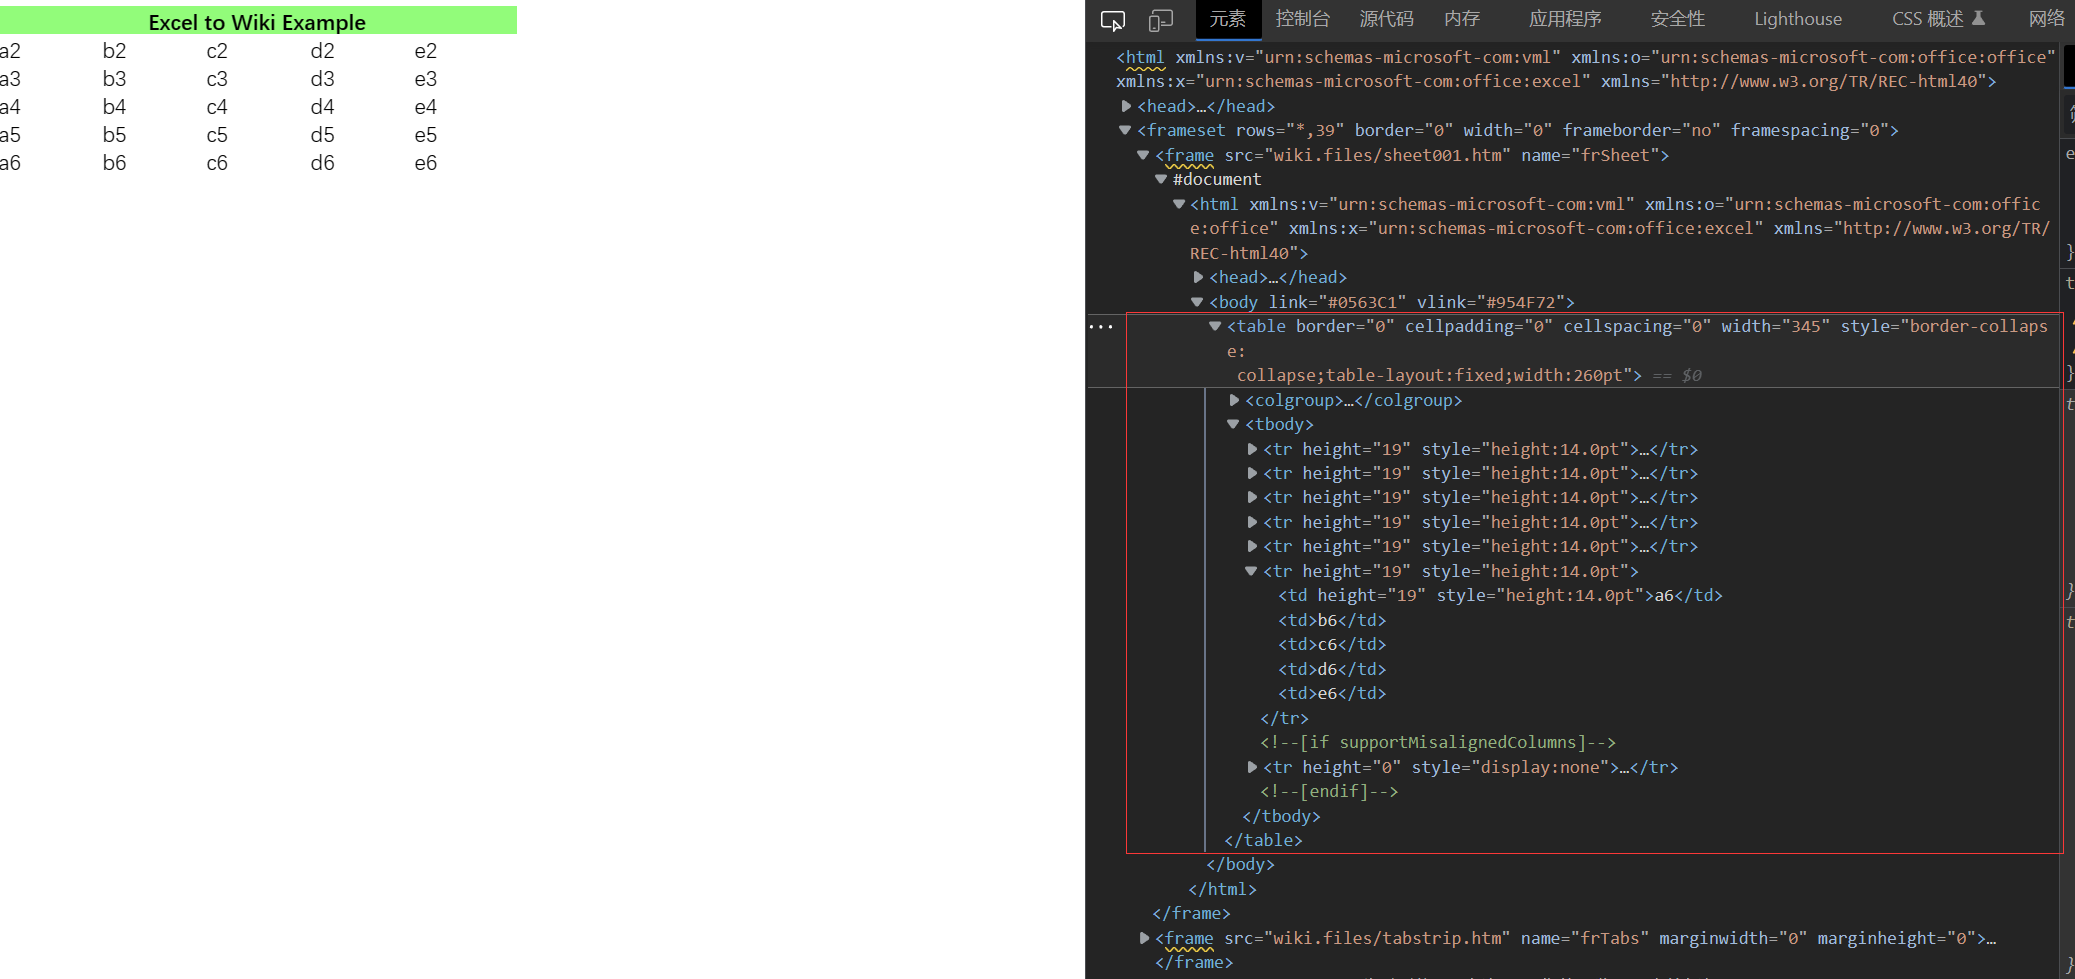 Excel to Wiki Example
a2 b2 c2 d2 e2
a3 b3 c3 d3 e3
a4 b4 c4 d4 e4
a5 b5 c5 d5 e5
a6 b6 c6 d6 e6
元素 控制台 源代码 内存 应用程序 安全性 Lighthouse CSS 概述 网络
<html xmlns:v="urn:schemas-microsoft-com:vml" xmlns:o="urn:schemas-microsoft-com:office:office"
xmlns:x="urn:schemas-microsoft-com:office:excel" xmlns="http://www.w3.org/TR/REC-html40">
<head>…</head>
<frameset rows="*,39" border="0" width="0" frameborder="no" framespacing="0">
<frame src="wiki.files/sheet001.htm" name="frSheet">
#document
<html xmlns:v="urn:schemas-microsoft-com:vml" xmlns:o="urn:schemas-microsoft-com:offic
e:office" xmlns:x="urn:schemas-microsoft-com:office:excel" xmlns="http://www.w3.org/TR/
REC-html40">
<head>…</head>
<body link="#0563C1" vlink="#954F72">
<table border="0" cellpadding="0" cellspacing="0" width="345" style="border-collaps
e:
collapse;table-layout:fixed;width:260pt"> == $0
<colgroup>…</colgroup>
<tbody>
<tr height="19" style="height:14.0pt">…</tr>
<tr height="19" style="height:14.0pt">…</tr>
<tr height="19" style="height:14.0pt">…</tr>
<tr height="19" style="height:14.0pt">…</tr>
<tr height="19" style="height:14.0pt">…</tr>
<tr height="19" style="height:14.0pt">
<td height="19" style="height:14.0pt">a6</td>
<td>b6</td>
<td>c6</td>
<td>d6</td>
<td>e6</td>
</tr>
<!--[if supportMisalignedColumns]-->
<tr height="0" style="display:none">…</tr>
<!--[endif]-->
</tbody>
</table>
</body>
</html>
</frame>
<frame src="wiki.files/tabstrip.htm" name="frTabs" marginwidth="0" marginheight="0">…
</frame>